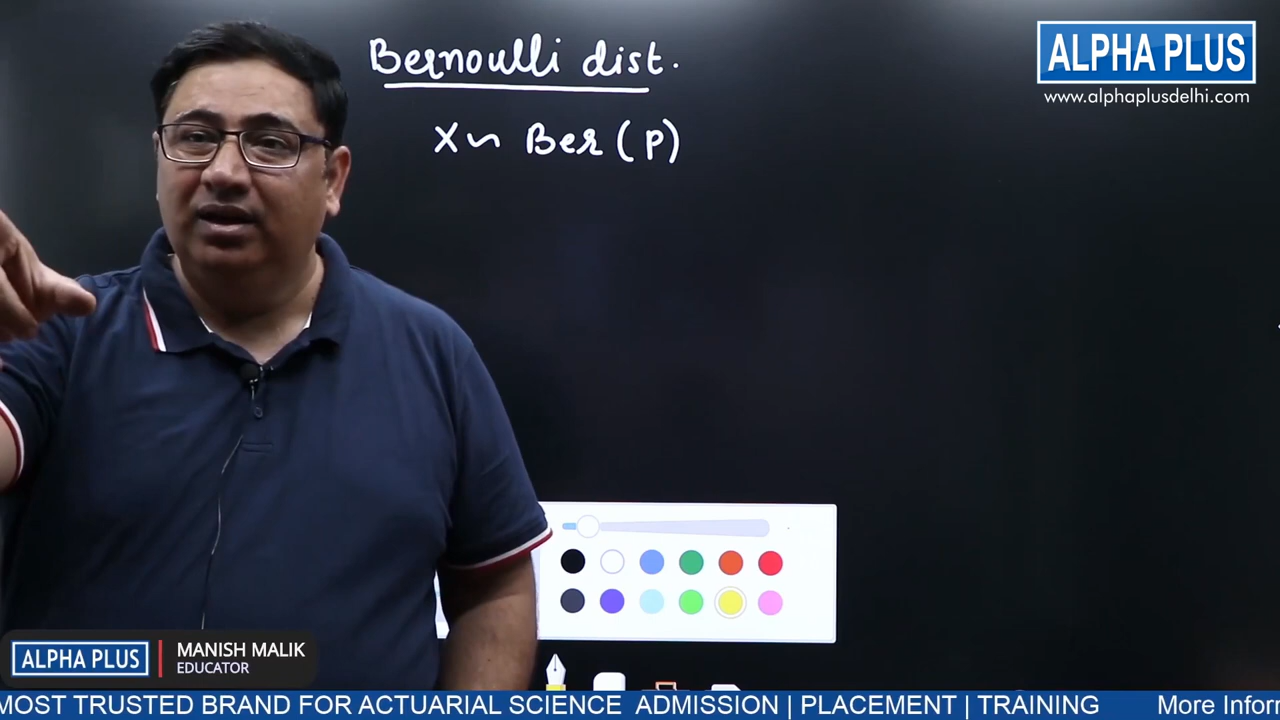 Bernoulli dist.
X ~ Ber (P)
ALPHA PLUS
www.alphaplusdelhi.com
ALPHA PLUS
MANISH MALIK
EDUCATOR
MOST TRUSTED BRAND FOR ACTUARIAL SCIENCE ADMISSION | PLACEMENT | TRAINING More Infor